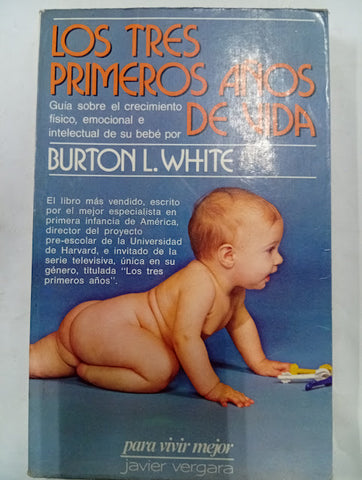 LOS TRES
PRIMEROS AÑOS
DE VIDA
Guía sobre el crecimiento
físico, emocional e
intelectual de su bebé por
BURTON L. WHITE
El libro más vendido, escrito
por el mejor especialista en
primera infancia de América,
director del proyecto
pre-escolar de la Universidad
de Harvard, e invitado de la
serie televisiva, única en su
género, titulada "Los tres
primeros años".
para vivir mejor
javier vergara